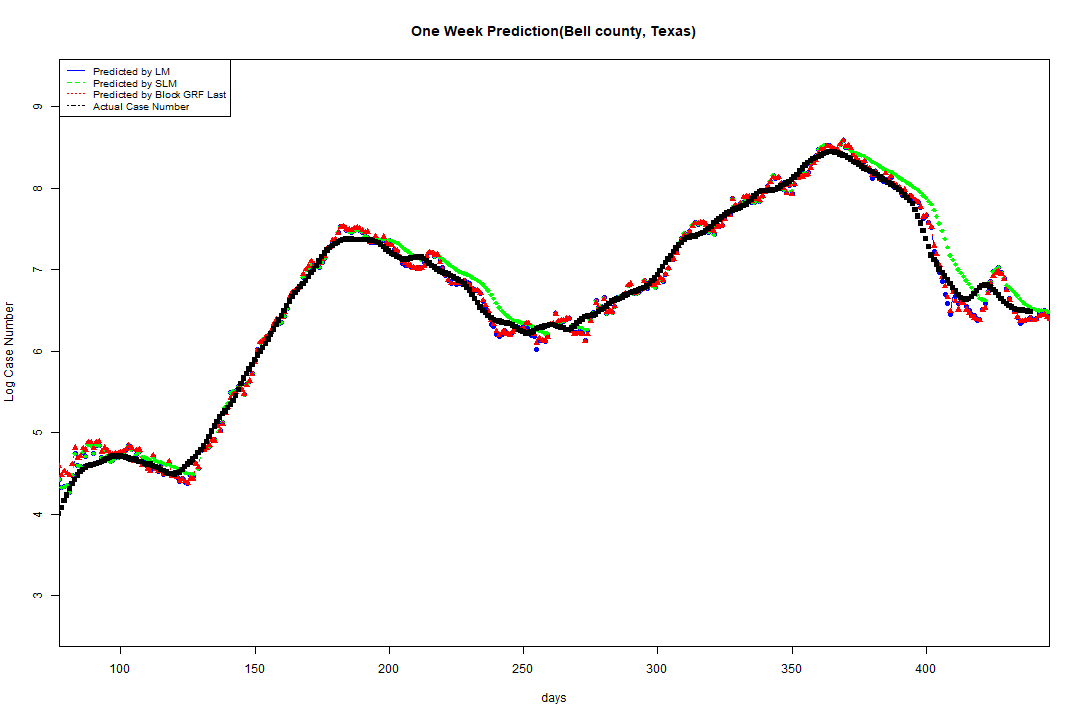 One Week Prediction(Bell county, Texas)
Predicted by LM
Predicted by SLM
Predicted by Block GRF Last
Actual Case Number
9
8
7
6
5
4
3
Log Case Number
100 150 200 250 300 350 400
days